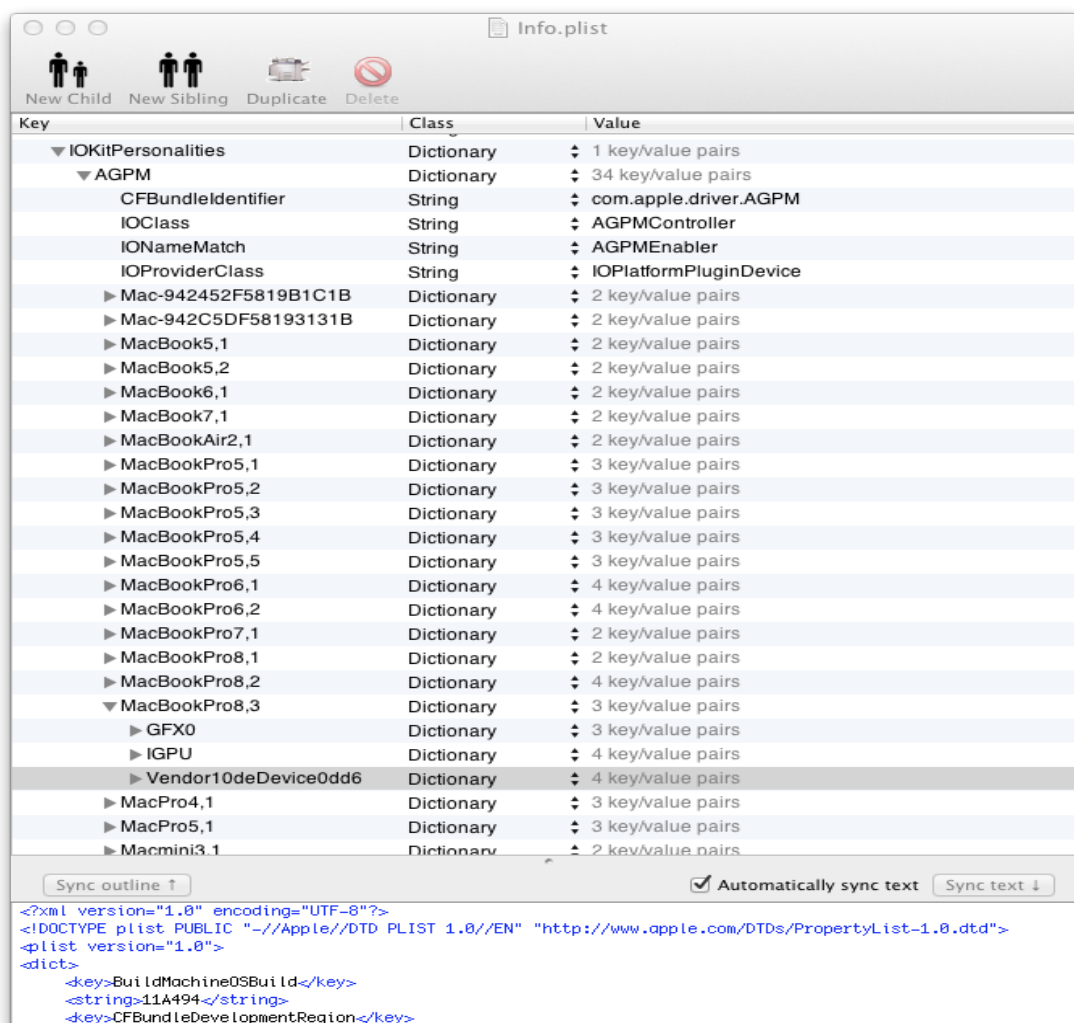 Info.plist
New Child New Sibling Duplicate Delete
Key Class Value
IOKitPersonalities Dictionary 1 key/value pairs
AGPM Dictionary 34 key/value pairs
CFBundleIdentifier String com.apple.driver.AGPM
IOClass String AGPMController
IONameMatch String AGPMEnabler
IOProviderClass String IOPlatformPluginDevice
Mac-942452F5819B1C1B Dictionary 2 key/value pairs
Mac-942C5DF58193131B Dictionary 2 key/value pairs
MacBook5,1 Dictionary 2 key/value pairs
MacBook5,2 Dictionary 2 key/value pairs
MacBook6,1 Dictionary 2 key/value pairs
MacBook7,1 Dictionary 2 key/value pairs
MacBookAir2,1 Dictionary 2 key/value pairs
MacBookPro5,1 Dictionary 3 key/value pairs
MacBookPro5,2 Dictionary 3 key/value pairs
MacBookPro5,3 Dictionary 3 key/value pairs
MacBookPro5,4 Dictionary 3 key/value pairs
MacBookPro5,5 Dictionary 3 key/value pairs
MacBookPro6,1 Dictionary 4 key/value pairs
MacBookPro6,2 Dictionary 4 key/value pairs
MacBookPro7,1 Dictionary 2 key/value pairs
MacBookPro8,1 Dictionary 2 key/value pairs
MacBookPro8,2 Dictionary 4 key/value pairs
MacBookPro8,3 Dictionary 3 key/value pairs
GFX0 Dictionary 3 key/value pairs
IGPU Dictionary 4 key/value pairs
Vendor10deDevice0dd6 Dictionary 4 key/value pairs
MacPro4,1 Dictionary 3 key/value pairs
MacPro5,1 Dictionary 3 key/value pairs
Macmini3,1 Dictionary 2 key/value pairs
Sync outline ↑ Automatically sync text Sync text ↓
<?xml version="1.0" encoding="UTF-8"?>
<!DOCTYPE plist PUBLIC "-//Apple//DTD PLIST 1.0//EN" "http://www.apple.com/DTDs/PropertyList-1.0.dtd">
<plist version="1.0">
<dict>
<key>BuildMachineOSBuild</key>
<string>11A494</string>
<key>CFBundleDevelopmentRegion</key>